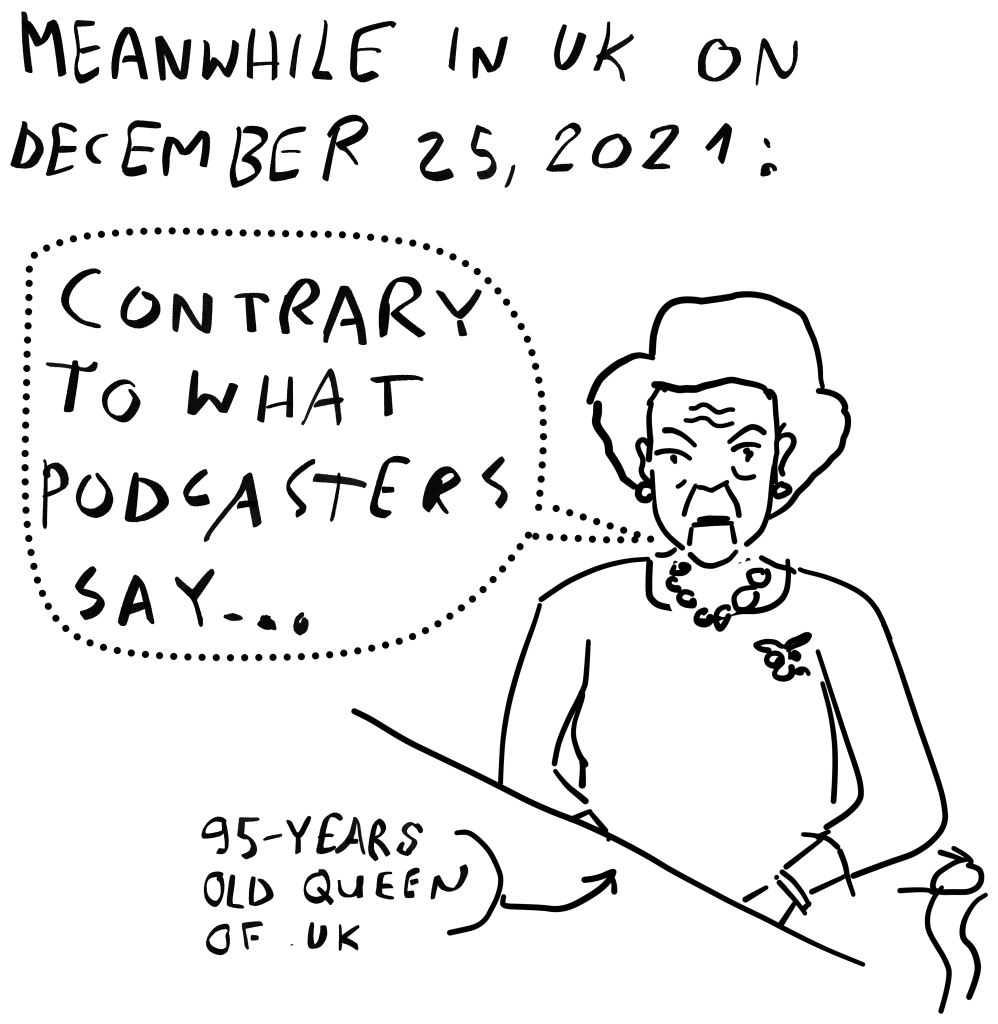 MEANWHILE IN UK ON
DECEMBER 25, 2021:
CONTRARY
TO WHAT
PODCASTERS
SAY...
95-YEARS
OLD QUEEN
OF UK